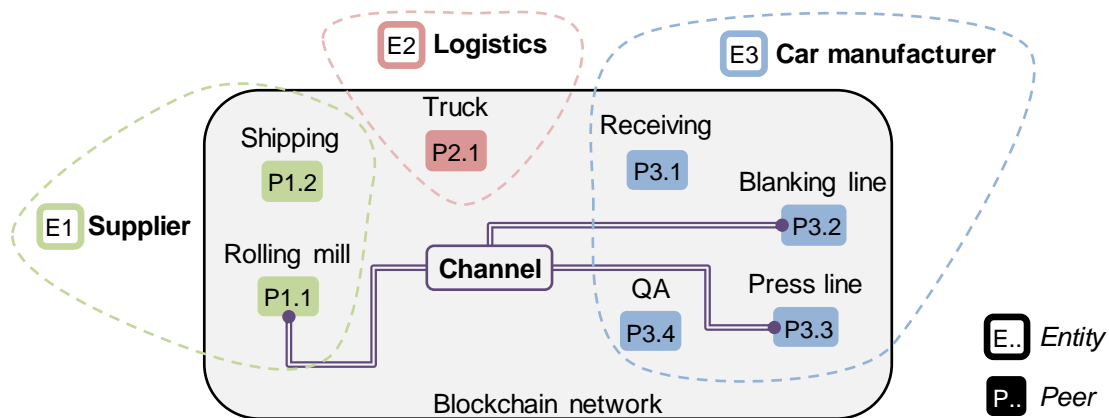 E2 Logistics
E3 Car manufacturer
Truck
P2.1
Shipping
P1.2
Receiving
P3.1
Blanking line
P3.2
E1 Supplier
Rolling mill
P1.1
Channel
QA
P3.4
Press line
P3.3
E.. Entity
P.. Peer
Blockchain network